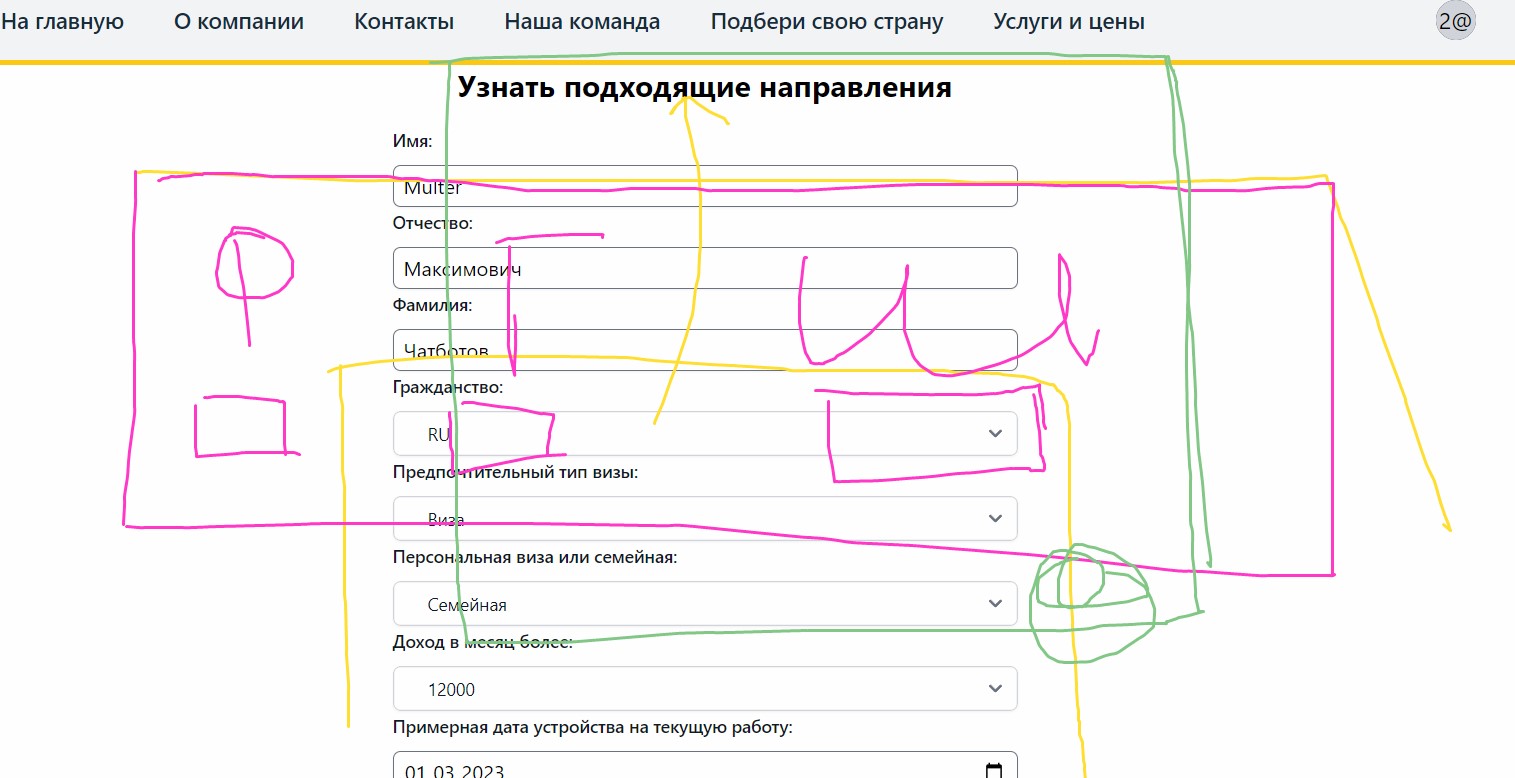 На главную О компании Контакты Наша команда Подбери свою страну Услуги и цены 2@
Узнать подходящие направления
Имя:
Multer
Отчество:
Максимович
Фамилия:
Чатботов
Гражданство:
RU
Предпочтительный тип визы:
Виза
Персональная виза или семейная:
Семейная
Доход в месяц более:
12000
Примерная дата устройства на текущую работу:
01.03.2023